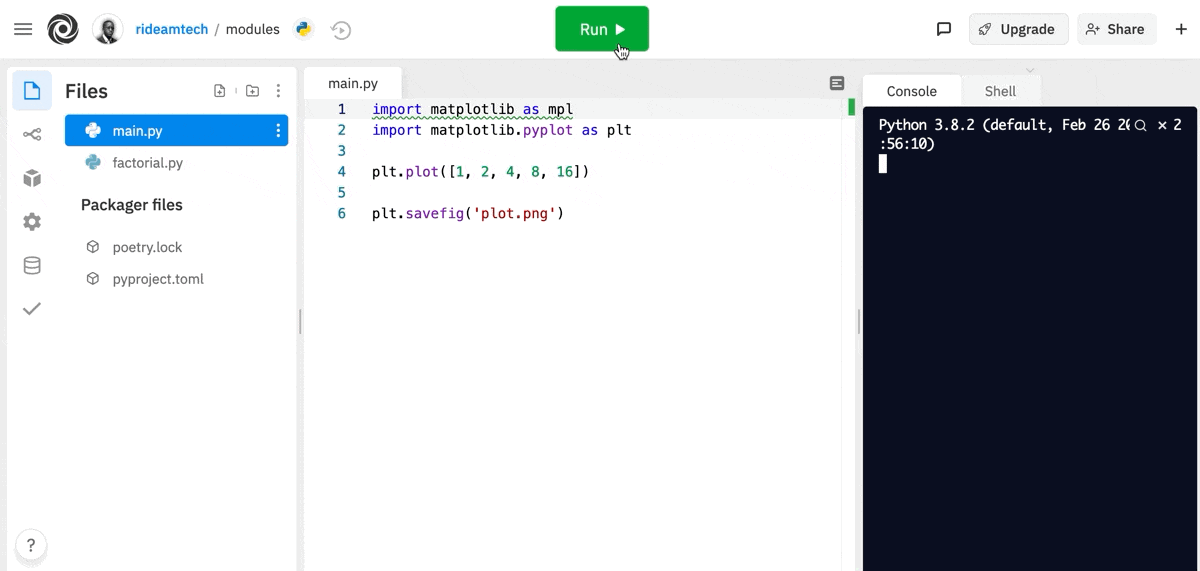 rideamtech / modules
Run
Upgrade
Share
Files
main.py
factorial.py
Packager files
poetry.lock
pyproject.toml
?
main.py
1 import matplotlib as mpl
2 import matplotlib.pyplot as plt
3
4 plt.plot([1, 2, 4, 8, 16])
5
6 plt.savefig('plot.png')
Console
Shell
Python 3.8.2 (default, Feb 26 2
:56:10)